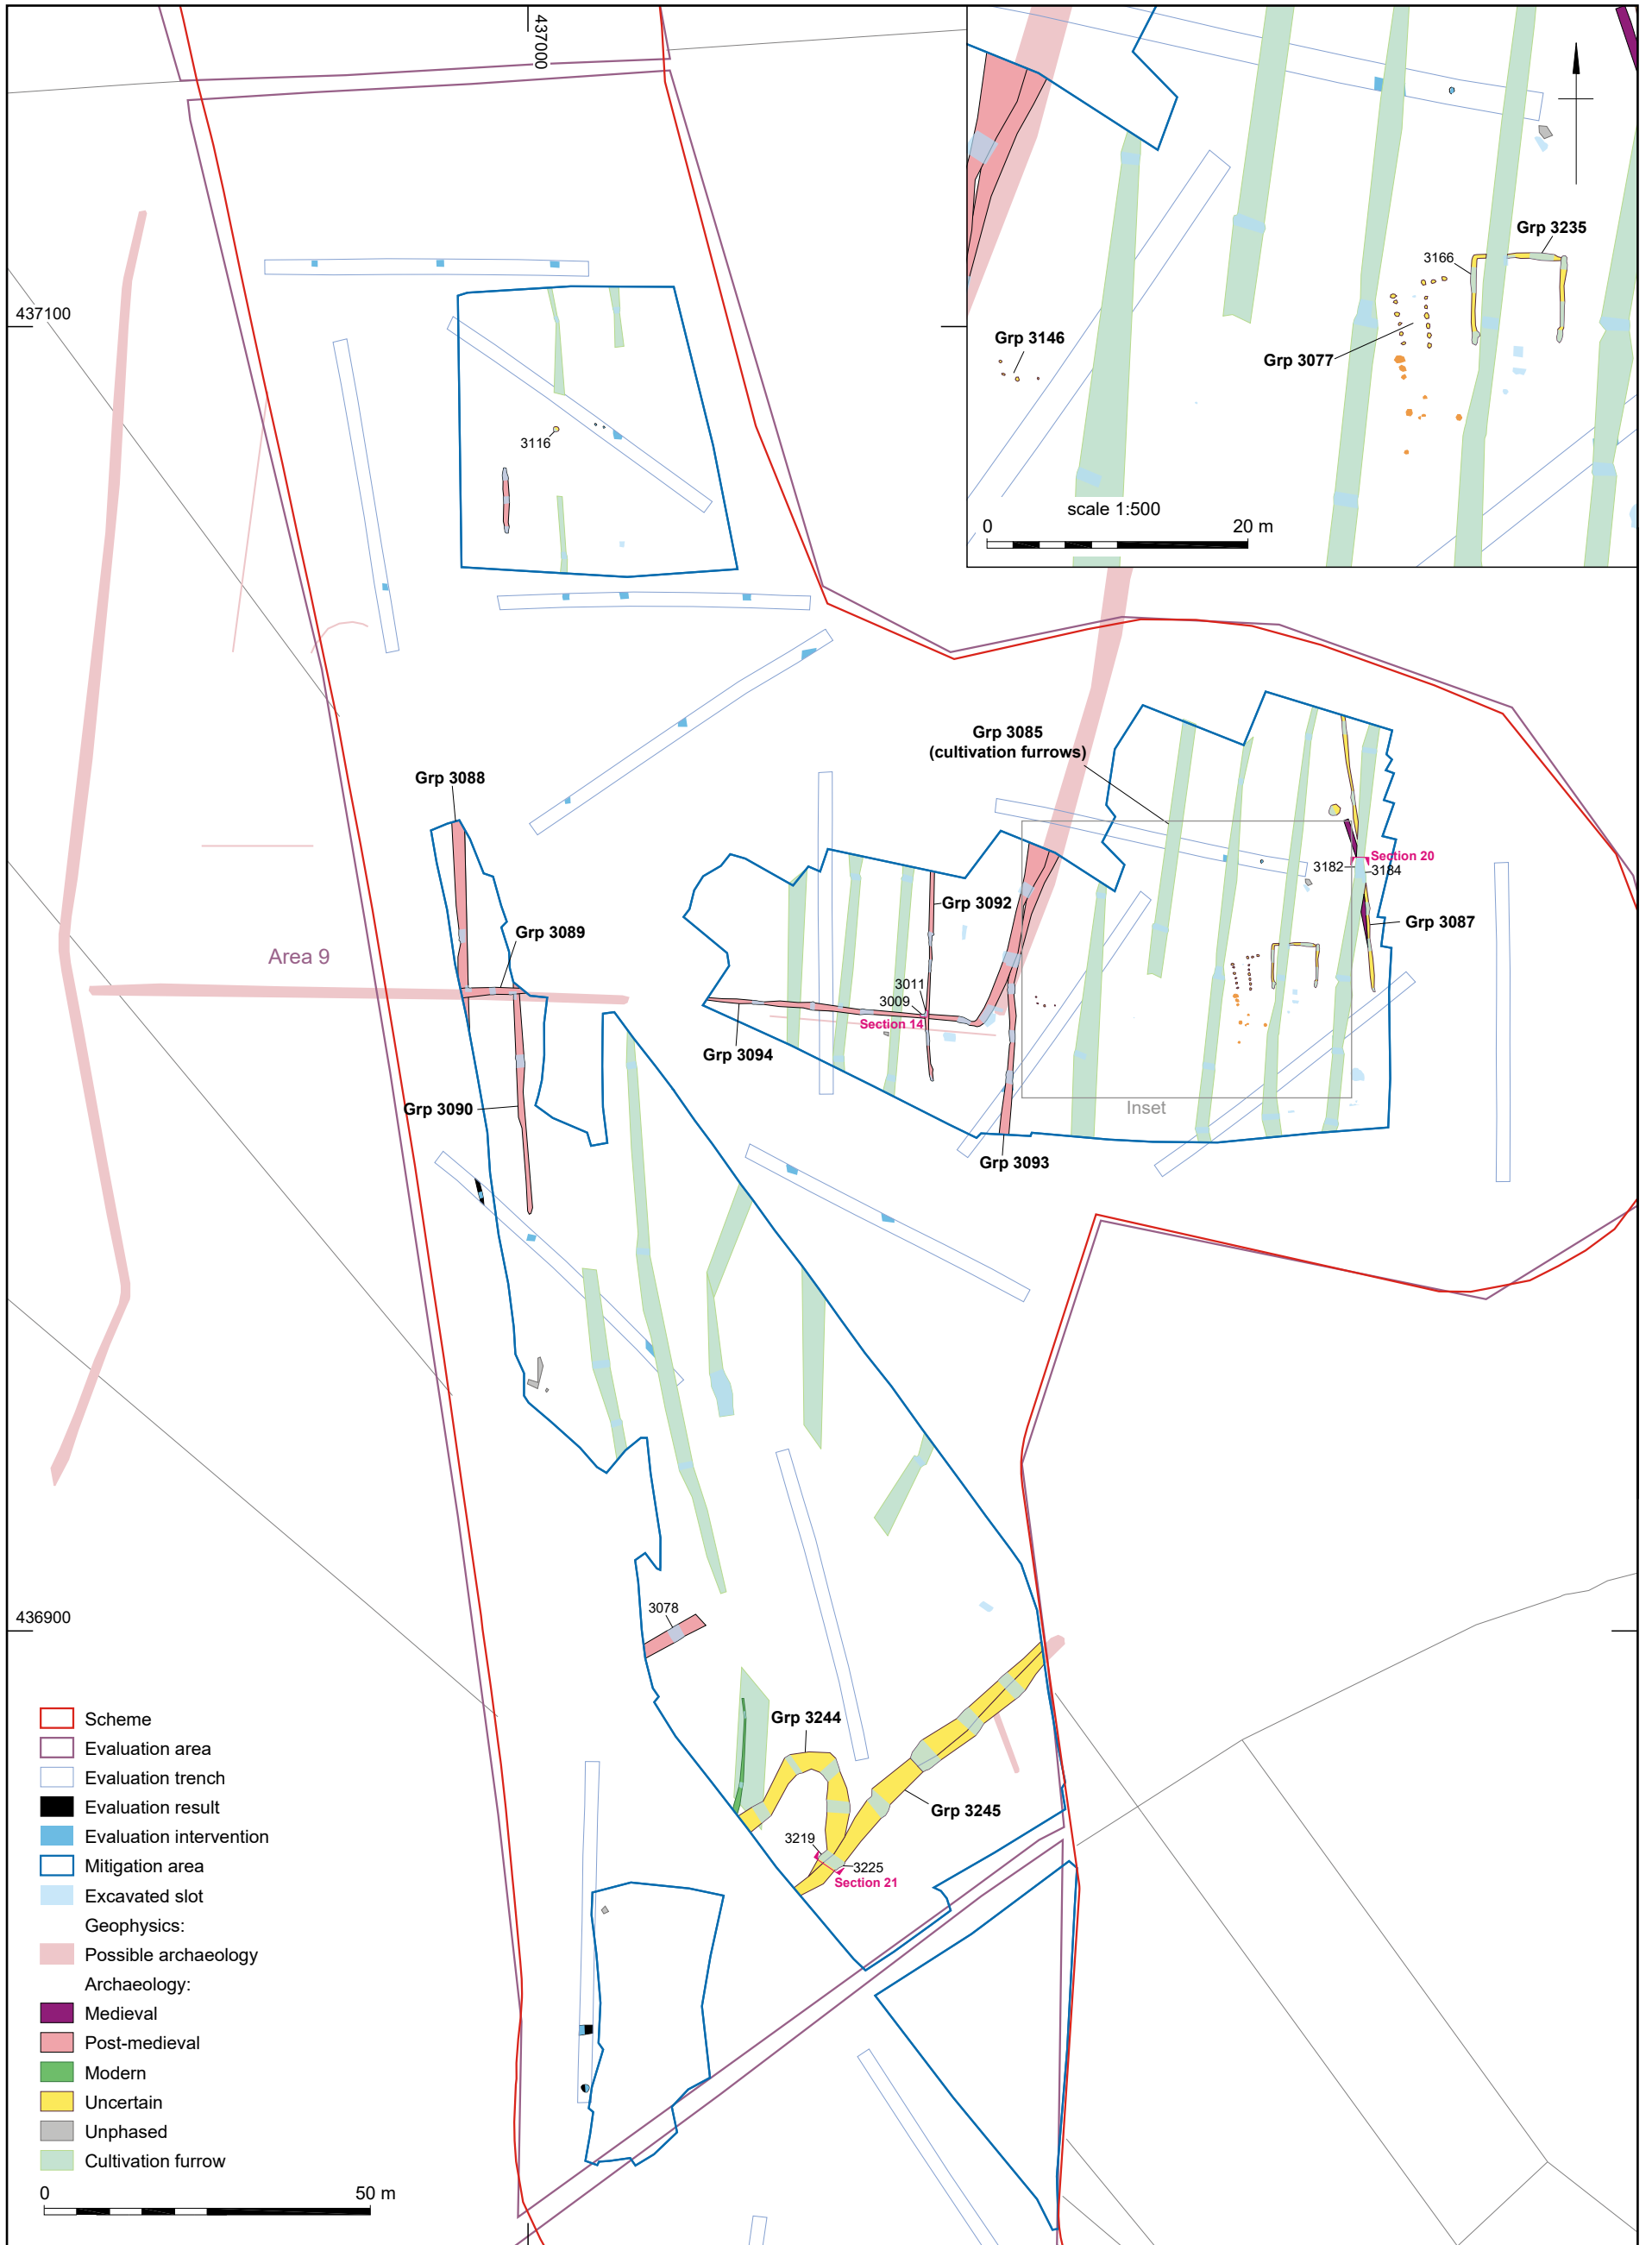 437000
Grp 3235
3166
437100
Grp 3146
Grp 3077
3116
scale 1:500
0 20 m
Grp 3085
(cultivation furrows)
Grp 3088
Section 20
3182
3184
Grp 3092
Grp 3087
Grp 3089
Area 9
3011
3009
Section 14
Grp 3094
Grp 3090
Inset
Grp 3093
436900
3078
Grp 3244
Grp 3245
3219
3225
Section 21
Scheme
Evaluation area
Evaluation trench
Evaluation result
Evaluation intervention
Mitigation area
Excavated slot
Geophysics:
Possible archaeology
Archaeology:
Medieval
Post-medieval
Modern
Uncertain
Unphased
Cultivation furrow
0 50 m